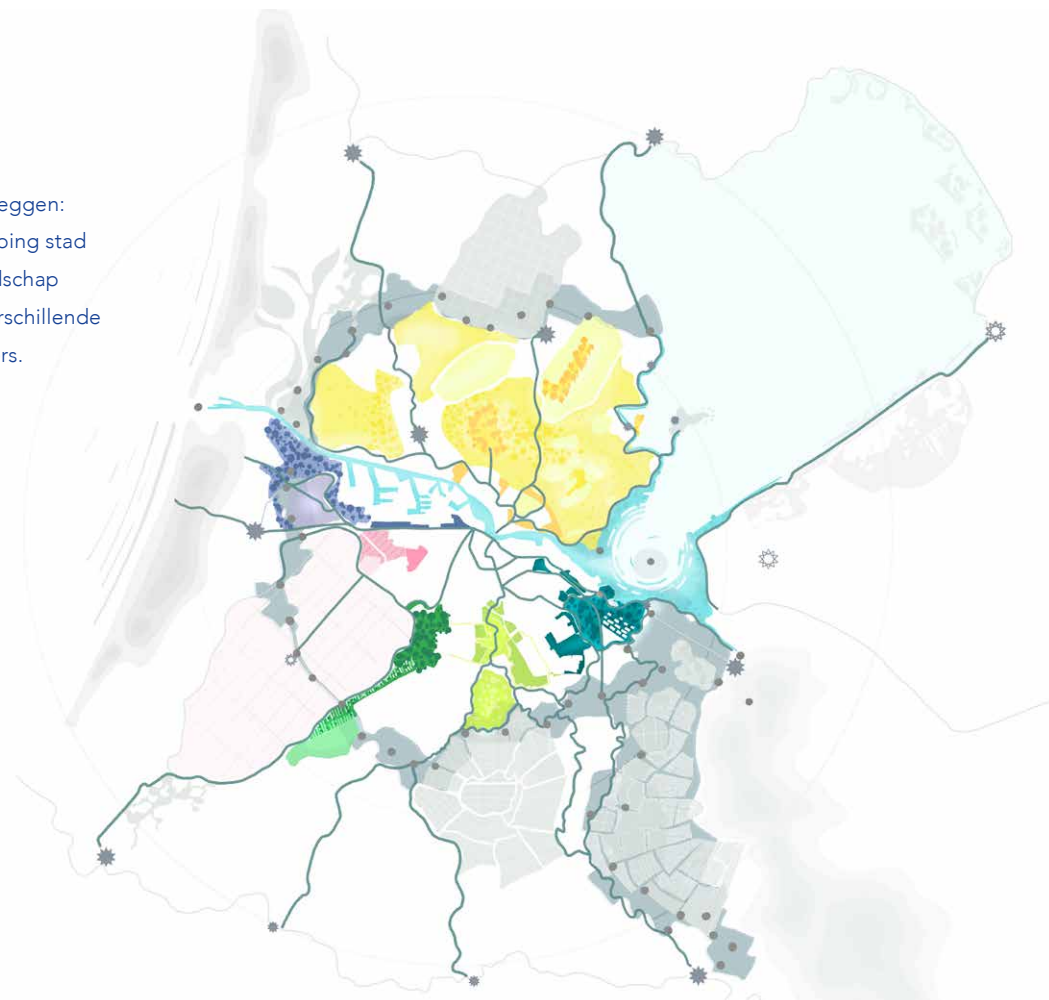 eggen:
ping stad
dschap
rschillende
rs.